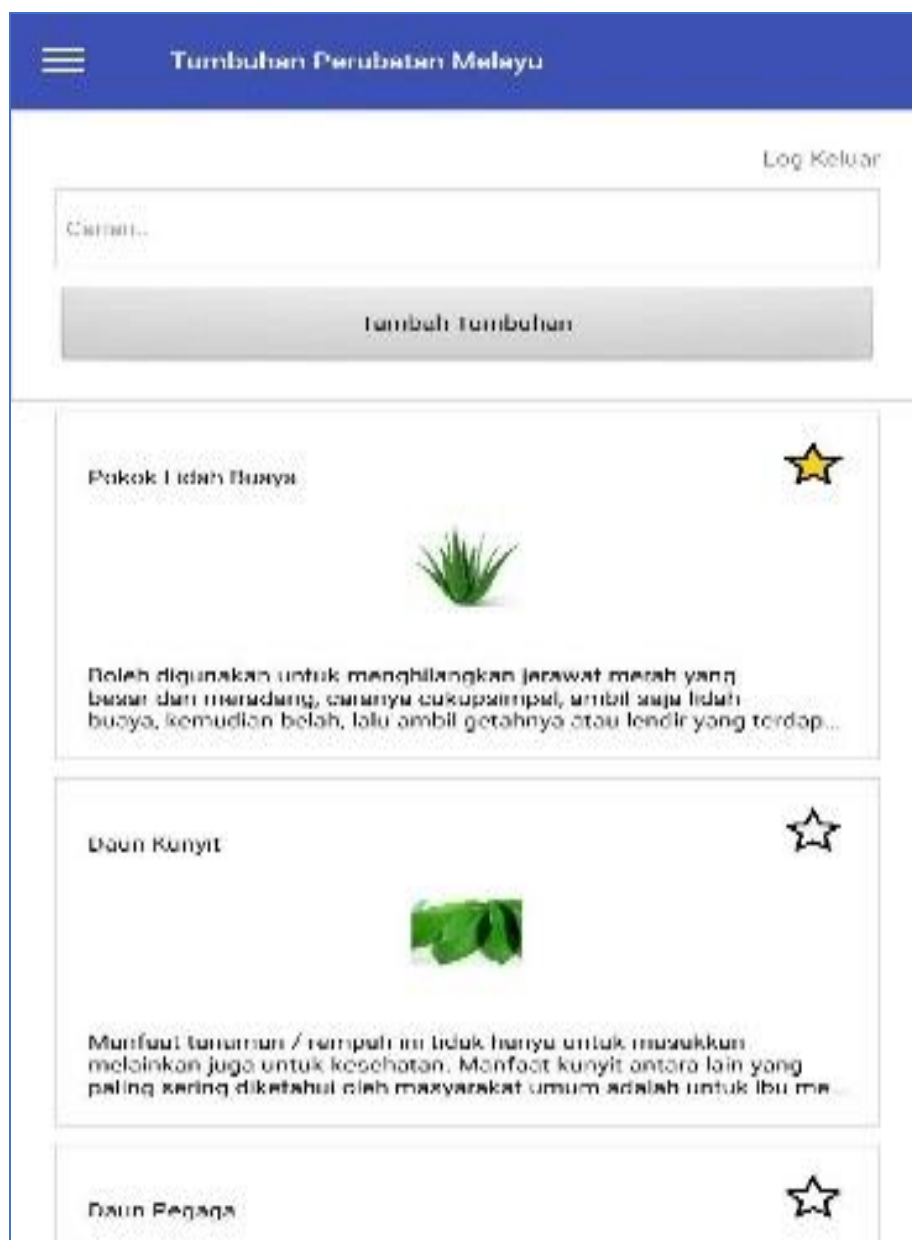 Tumbuhan Perubatan Melayu
Log Keluar
Carian...
Tambah Tumbuhan
Pokok Lidah Buaya
Boleh digunakan untuk menghilangkan jerawat merah yang
besar dan meradang, caranya cukupsimpel, ambil saja lidah
buaya, kemudian belah, lalu ambil getahnya atau lendir yang terdap...
Daun Kunyit
Manfaat tanaman / rempah ini tidak hanya untuk masakkan
melainkan juga untuk kesehatan. Manfaat kunyit antara lain yang
paling sering diketahui oleh masyarakat umum adalah untuk ibu me...
Daun Pegaga